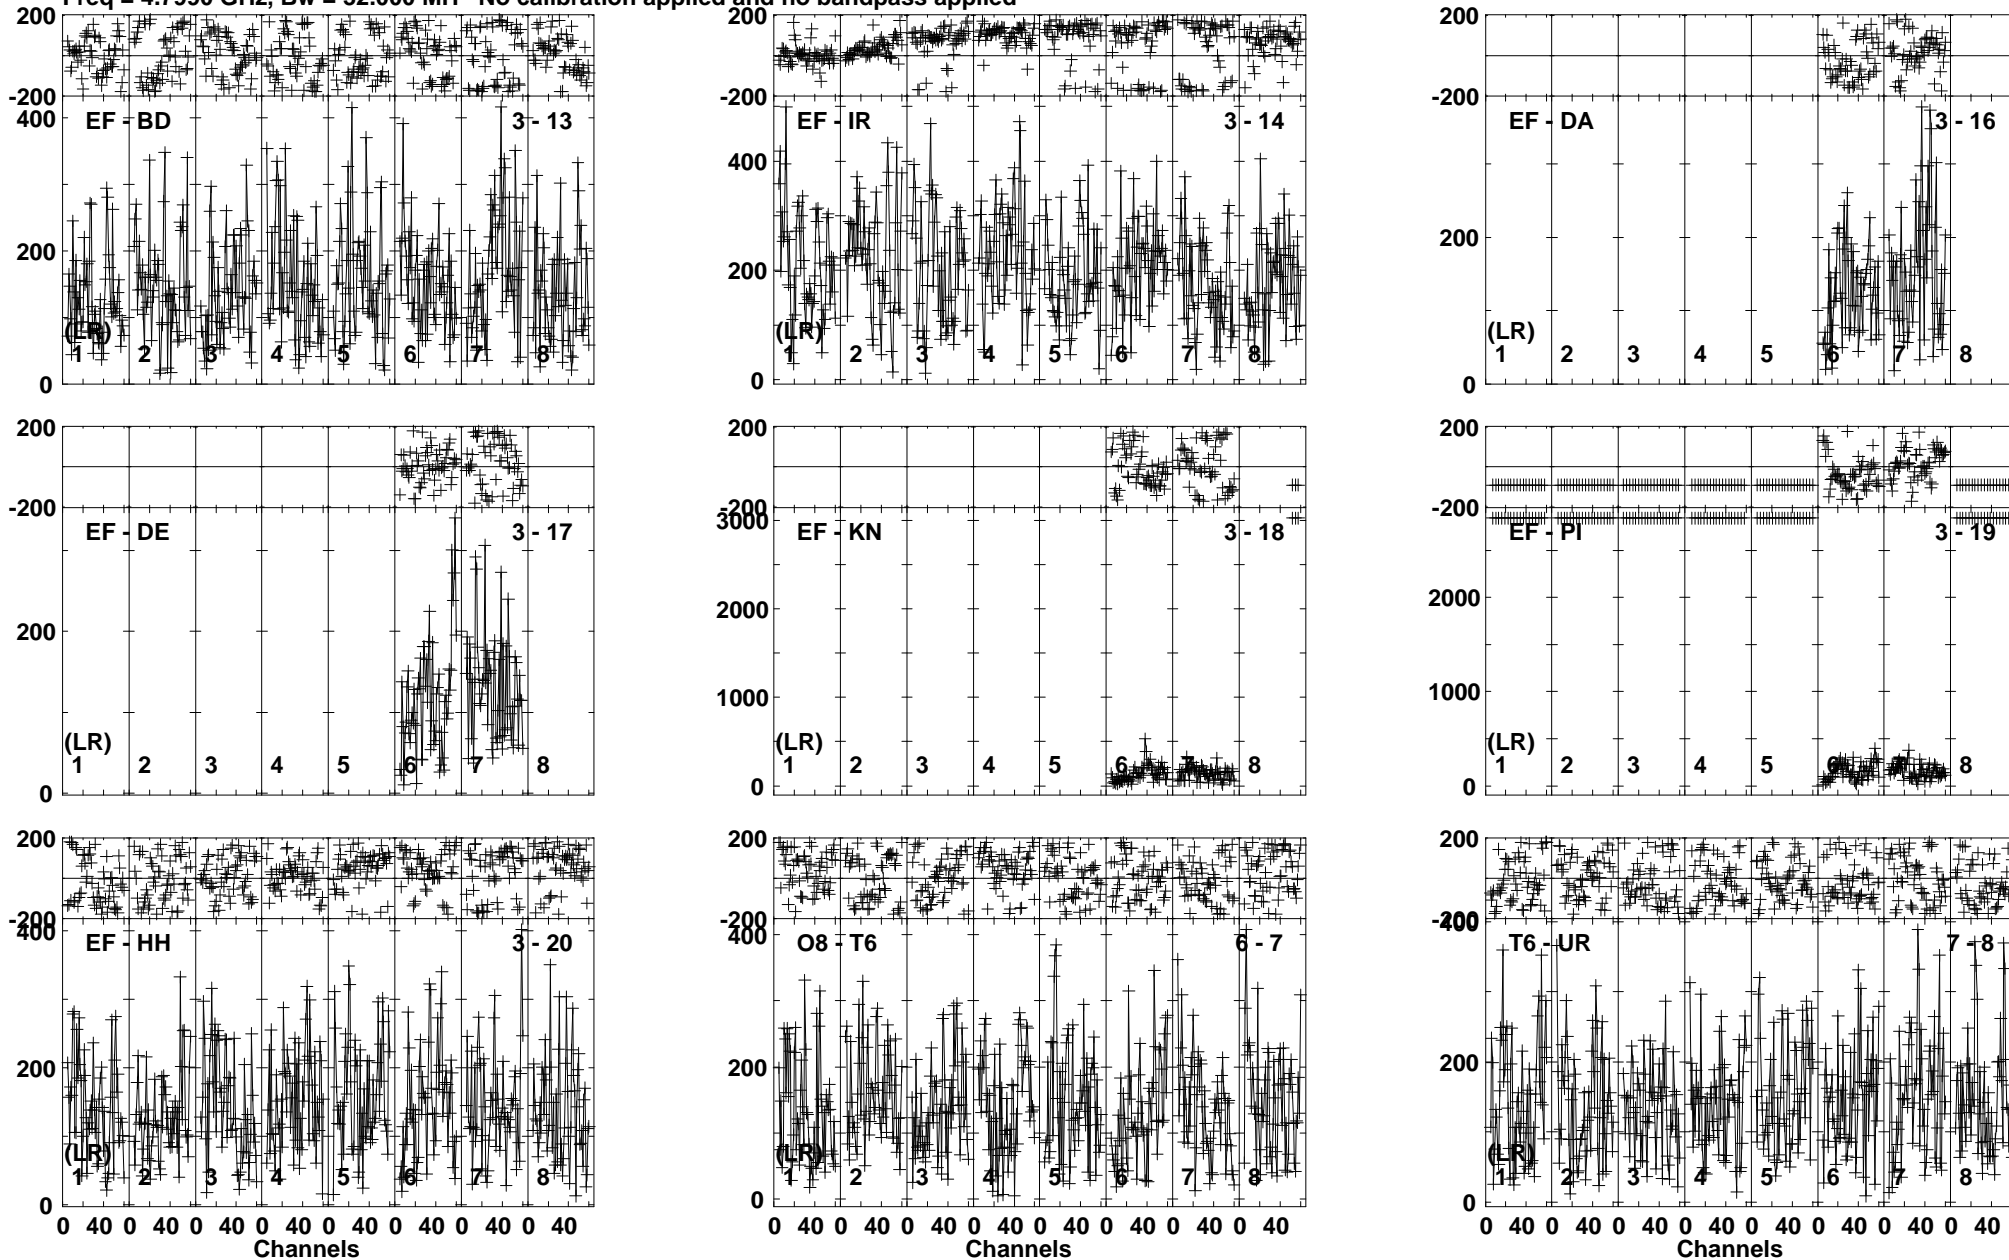 Freq = 4.7990 GHz, Bw = 32.000 MH No calibration applied and no bandpass applied
200 200 200
-200 -200 -200
EF - BD 3 - 13 EF - IR 3 - 14 EF - DA 3 - 16
400 400
200 200 200
(LR) (LR) (LR)
1 2 3 4 5 6 7 8 1 2 3 4 5 6 7 8 1 2 3 4 5 6 7 8
0 0 0
200 200 200
-200 -200 -200
EF - DE 3 - 17 EF - KN 3 - 18 EF - PI 3 - 19
3000
200 2000 2000
1000 1000
(LR) (LR) (LR)
1 2 3 4 5 6 7 8 1 2 3 4 5 6 7 8 1 2 3 4 5 6 7 8
0 0 0
200 200 200
-200 -200 -200
400 400 400
EF - HH 3 - 20 O8 - T6 6 - 7 T6 - UR 7 - 8
200 200 200
(LR) (LR) (LR)
1 2 3 4 5 6 7 8 1 2 3 4 5 6 7 8 1 2 3 4 5 6 7 8
0 0 0
0 40 0 40 0 40 0 40 0 40 0 40 0 40 0 40 0 40 0 40 0 40 0 40 0 40 0 40 0 40 0 40 0 40 0 40 0 40 0 40 0 40 0 40 0 40 0 40
Channels Channels Channels